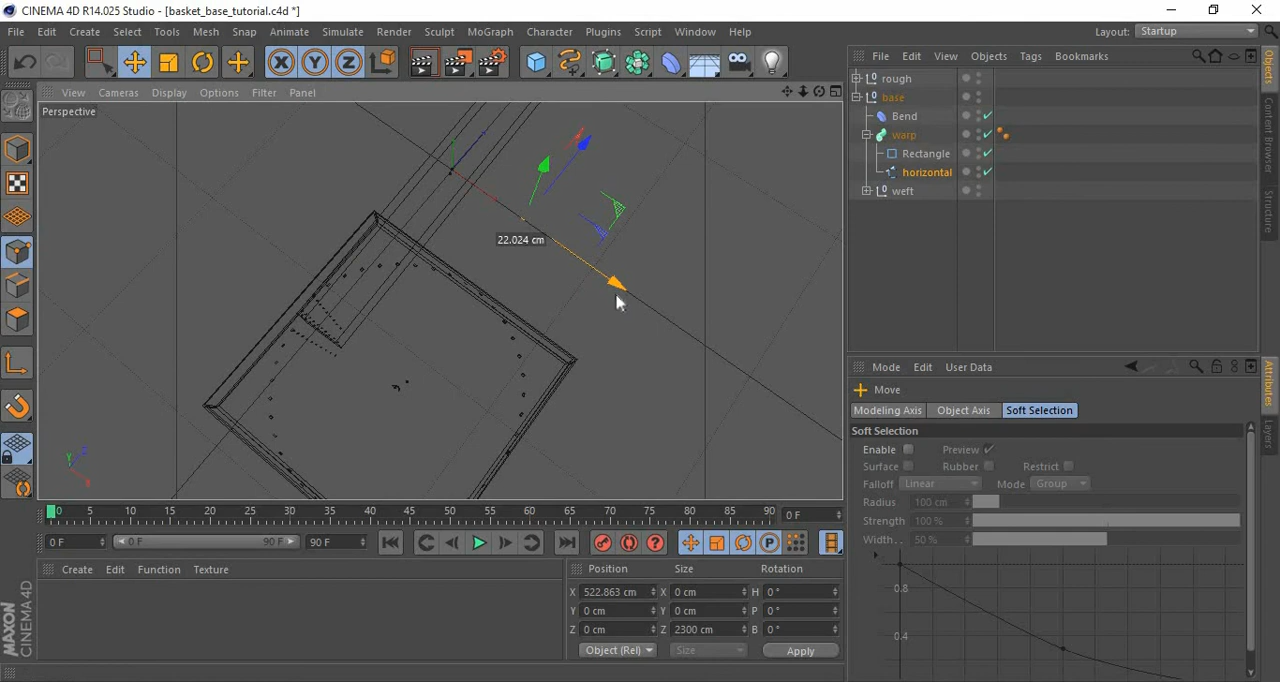 CINEMA 4D R14.025 Studio - [basket_base_tutorial.c4d *]
File Edit Create Select Tools Mesh Snap Animate Simulate Render Sculpt MoGraph Character Plugins Script Window Help Layout: Startup
File Edit View Objects Tags Bookmarks
View Cameras Display Options Filter Panel
Perspective
rough
base
Bend
warp
Rectangle
horizontal
weft
Objects
Content Browser
Structure
22.024 cm
Mode Edit User Data
Move
Modeling Axis Object Axis Soft Selection
Soft Selection
Enable Preview
Surface Rubber Restrict
Falloff Linear Mode Group
Radius 100 cm
Strength 100 %
Width.. 50 %
0.8
0.4
Attributes
Layers
0 5 10 15 20 25 30 35 40 45 50 55 60 65 70 75 80 85 90 0 F
0 F 0 F 90 F 90 F
Create Edit Function Texture
Position Size Rotation
X 522.863 cm X 0 cm H 0 °
Y 0 cm Y 0 cm P 0 °
Z 0 cm Z 2300 cm B 0 °
Object (Rel) Size Apply
MAXON
CINEMA 4D